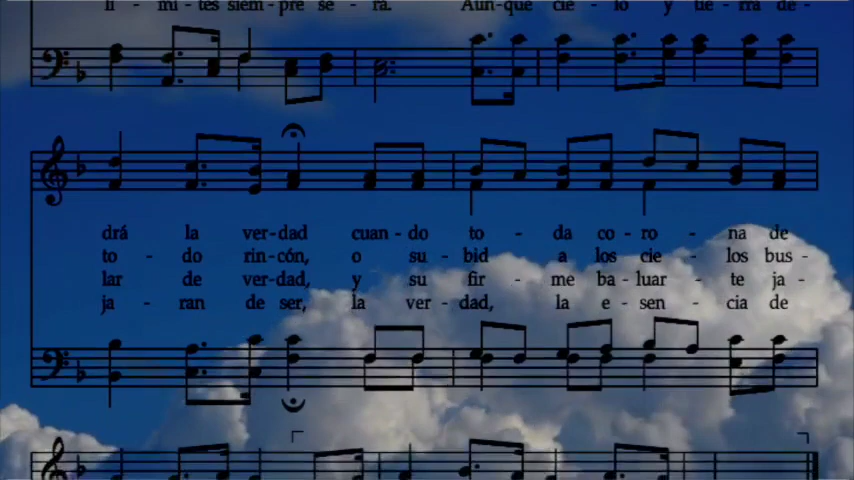 lí - mi - tes siem - pre se - ra. Aun - que cie - lo y tie - rra de -
drá la ver - dad cuan - do to - da co - ro - na de
to - do rin - cón, o su - bid a los cie - los bus -
lar de ver - dad, y su fir - me ba - luar - te ja -
ja - ran de ser, la ver - dad, la e - sen - cia de